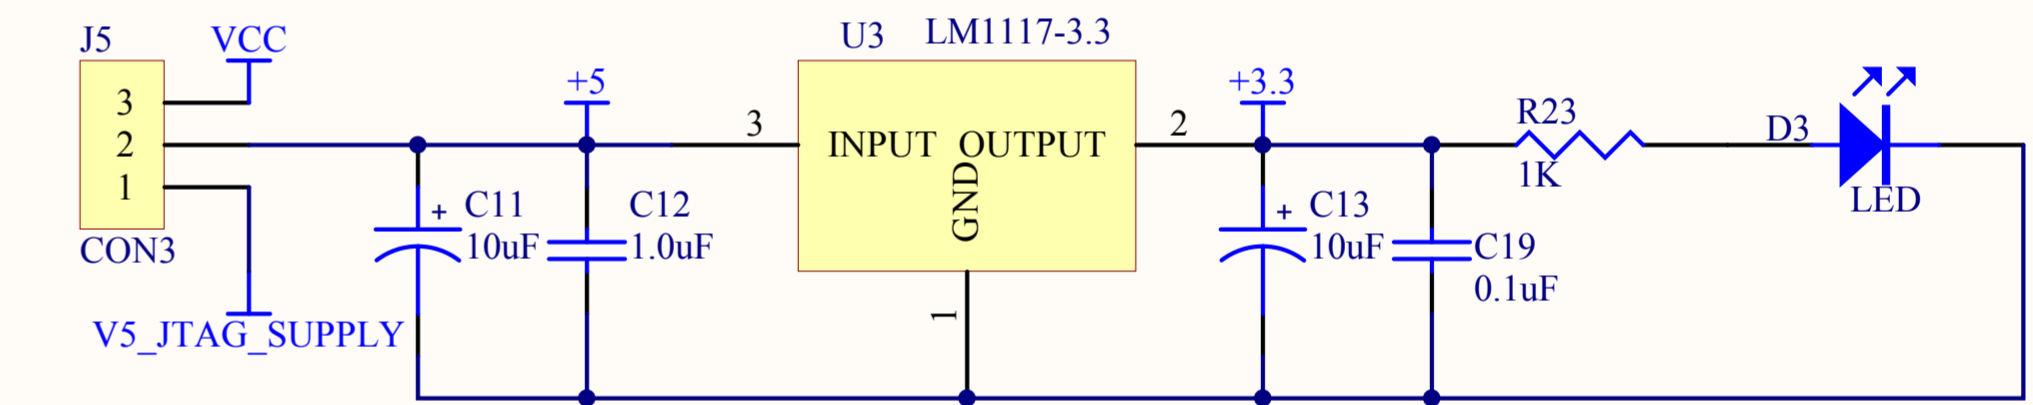 J5
VCC
3
2
1
CON3
V5_JTAG_SUPPLY
+ C11
10uF
+5
C12
1.0uF
U3 LM1117-3.3
3
INPUT OUTPUT
GND
2
1
+3.3
+ C13
10uF
C19
0.1uF
R23
1K
D3
LED